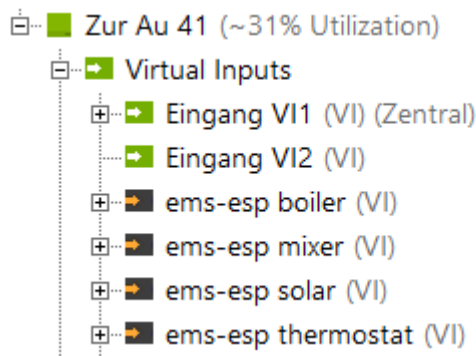 Zur Au 41 (~31% Utilization)
Virtual Inputs
Eingang VI1 (VI) (Zentral)
Eingang VI2 (VI)
ems-esp boiler (VI)
ems-esp mixer (VI)
ems-esp solar (VI)
ems-esp thermostat (VI)